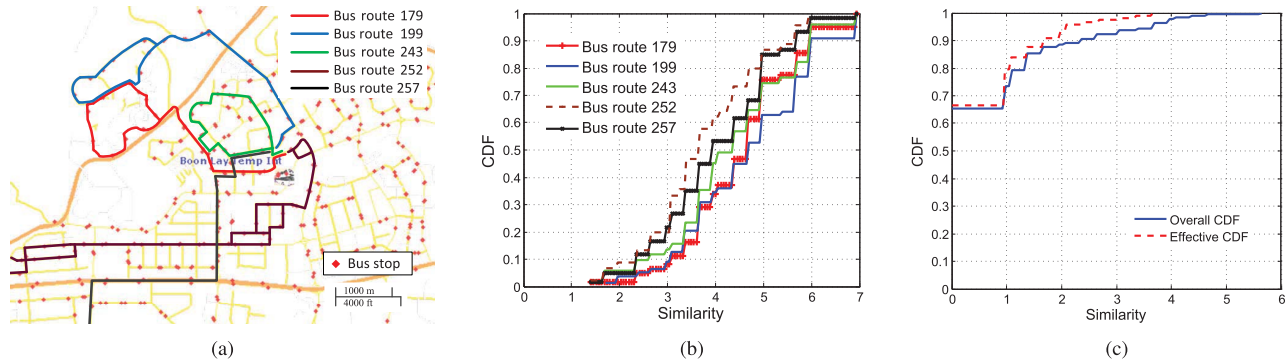 Bus route 179
Bus route 199
Bus route 243
Bus route 252
Bus route 257
Boon Lay Temp Int
Bus stop
1000 m
4000 ft
(a)
1
0.9
0.8
0.7
0.6
0.5
0.4
0.3
0.2
0.1
0
CDF
Bus route 179
Bus route 199
Bus route 243
Bus route 252
Bus route 257
0 1 2 3 4 5 6 7
Similarity
(b)
1
0.9
0.8
0.7
0.6
0.5
0.4
0.3
0.2
0.1
0
CDF
Overall CDF
Effective CDF
0 1 2 3 4 5 6
Similarity
(c)